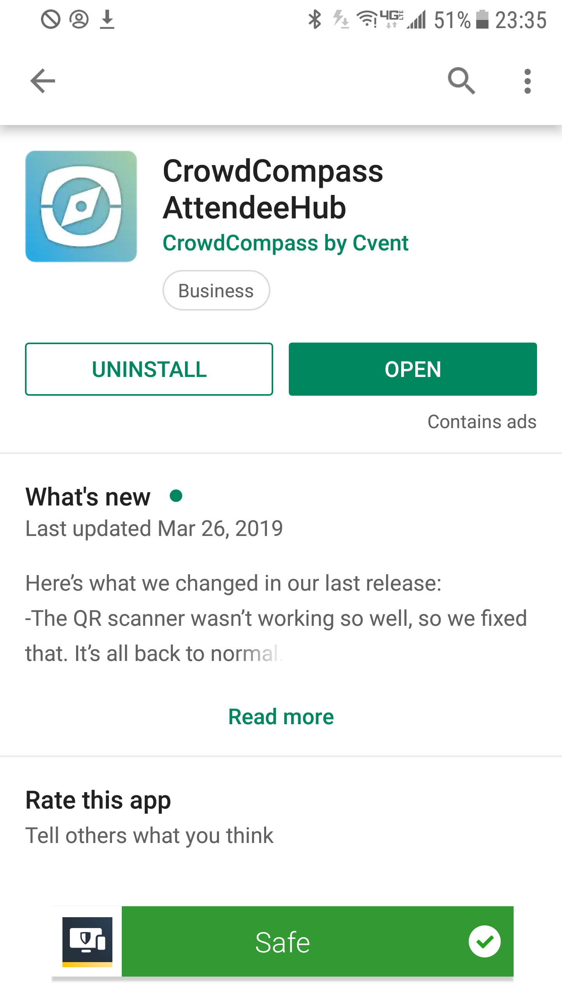 4G LTE 51% 23:35
CrowdCompass
AttendeeHub
CrowdCompass by Cvent
Business
UNINSTALL
OPEN
Contains ads
What's new
Last updated Mar 26, 2019
Here’s what we changed in our last release:
-The QR scanner wasn’t working so well, so we fixed
that. It’s all back to normal.
Read more
Rate this app
Tell others what you think
Safe